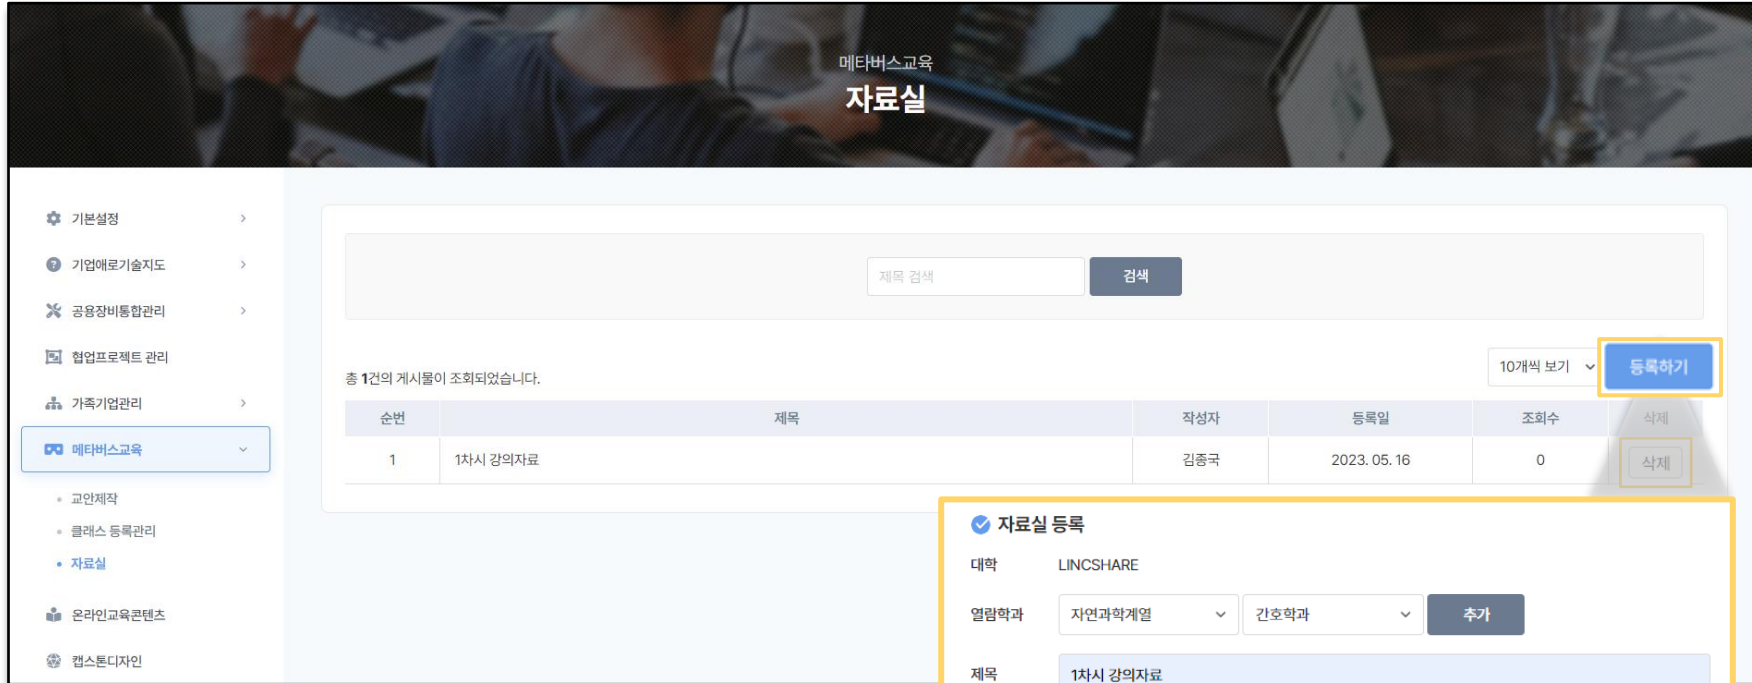 메타버스교육
자료실
기본설정
기업애로기술지도
공용장비통합관리
협업프로젝트 관리
가족기업관리
메타버스교육
교안제작
클래스 등록관리
자료실
온라인교육콘텐츠
캡스톤디자인
제목 검색 검색
총 1건의 게시물이 조회되었습니다. 10개씩 보기 등록하기
순번 제목 작성자 등록일 조회수 삭제
1 1차시 강의자료 김종국 2023. 05. 16 0 삭제
자료실 등록
대학 LINCSHARE
열람학과 자연과학계열 간호학과 추가
제목 1차시 강의자료